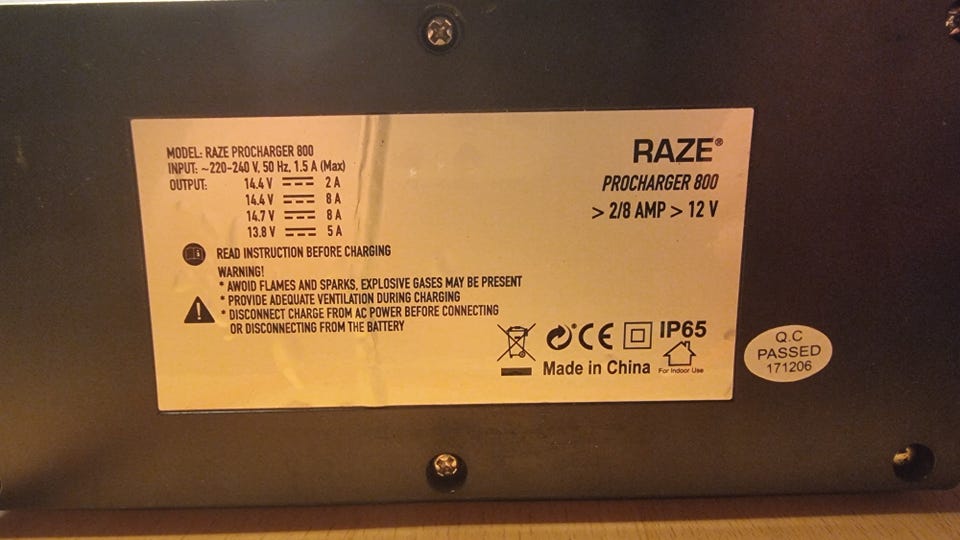 MODEL: RAZE PROCHARGER 800
INPUT: ~220-240 V, 50 Hz, 1.5 A (Max)
OUTPUT: 14.4 V 2 A
14.4 V 8 A
14.7 V 8 A
13.8 V 5 A
READ INSTRUCTION BEFORE CHARGING
WARNING!
* AWOID FLAMES AND SPARKS, EXPLOSIVE GASES MAY BE PRESENT
* PROVIDE ADEQUATE VENTILATION DURING CHARGING
* DISCONNECT CHARGE FROM AC POWER BEFORE CONNECTING
OR DISCONNECTING FROM THE BATTERY
RAZE®
PROCHARGER 800
> 2/8 AMP > 12 V
CE IP65
Made in China
For Indoor Use
Q.C
PASSED
171206